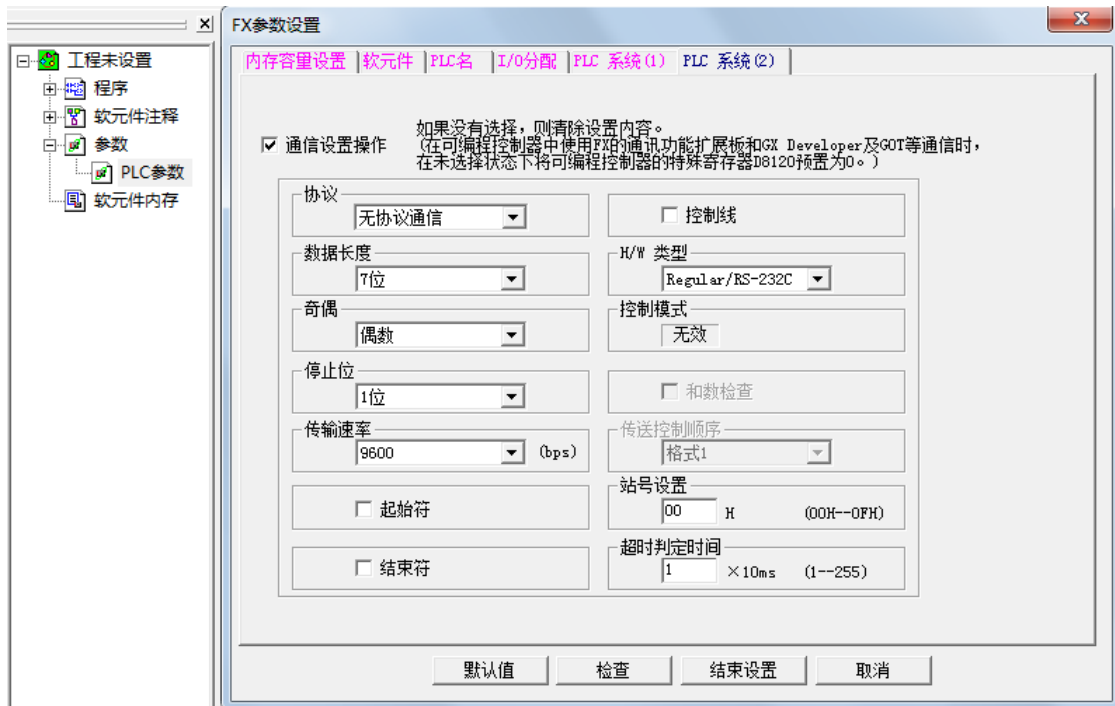 FX参数设置
工程未设置
程序
软元件注释
参数
PLC参数
软元件内存
内存容量设置 软元件 PLC名 I/O分配 PLC 系统(1) PLC 系统(2)
通信设置操作
如果没有选择，则清除设置内容。
(在可编程控制器中使用FX的通讯功能扩展板和GX Developer及GOT等通信时，
在未选择状态下将可编程控制器的特殊寄存器D8120预置为0。)
协议
无协议通信
控制线
数据长度
7位
H/W 类型
Regular/RS-232C
奇偶
偶数
控制模式
无效
停止位
1位
和数检查
传输速率
9600 (bps)
传送控制顺序
格式1
起始符
站号设置
00 H (00H--0FH)
结束符
超时判定时间
1 ×10ms (1--255)
默认值 检查 结束设置 取消